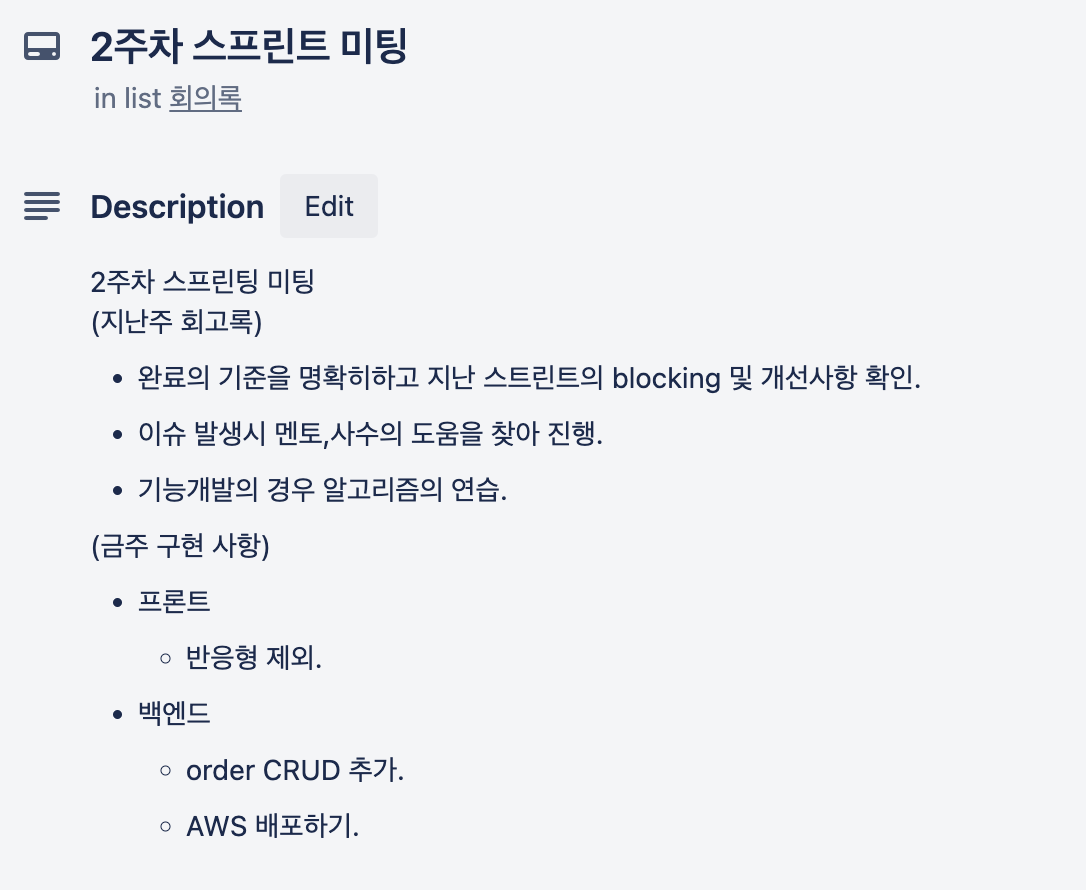 2주차 스프린트 미팅
in list 회의록
Description Edit
2주차 스프린팅 미팅
(지난주 회고록)
• 완료의 기준을 명확히하고 지난 스트린트의 blocking 및 개선사항 확인.
• 이슈 발생시 멘토,사수의 도움을 찾아 진행.
• 기능개발의 경우 알고리즘의 연습.
(금주 구현 사항)
• 프론트
◦ 반응형 제외.
• 백엔드
◦ order CRUD 추가.
◦ AWS 배포하기.